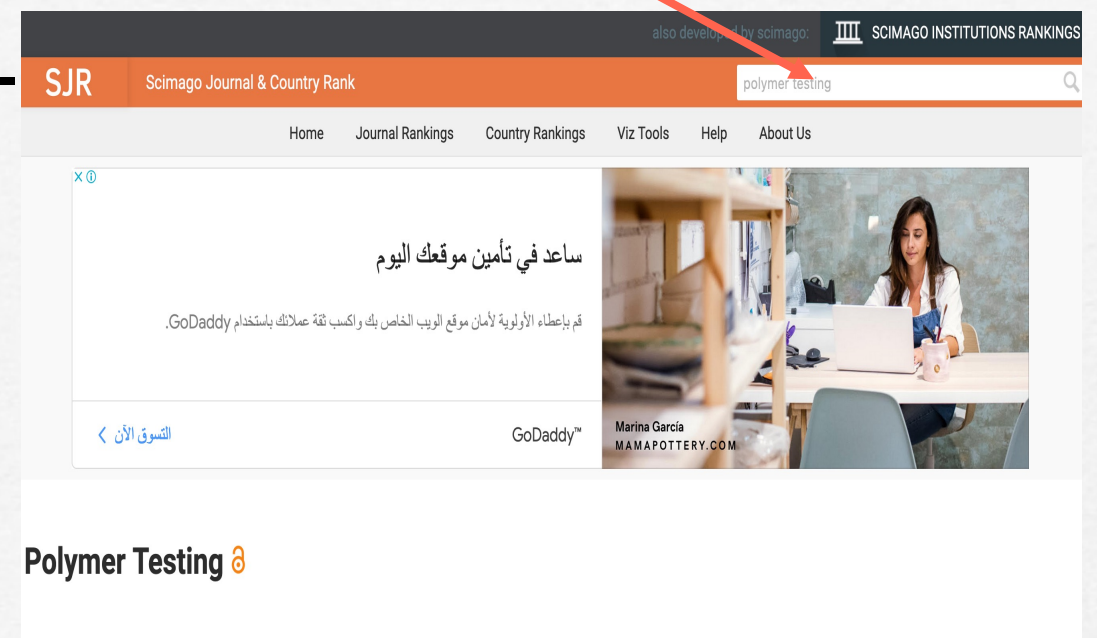 also developed by scimago:
SCIMAGO INSTITUTIONS RANKINGS
SJR
Scimago Journal & Country Rank
polymer testing
Home Journal Rankings Country Rankings Viz Tools Help About Us
ساعد في تأمين موقعك اليوم
قم بإعطاء الأولوية لأمان موقع الويب الخاص بك واكسب ثقة عملائك باستخدام GoDaddy.
التسوق الآن
GoDaddy™
Marina García
MAMAPOTTERY.COM
Polymer Testing